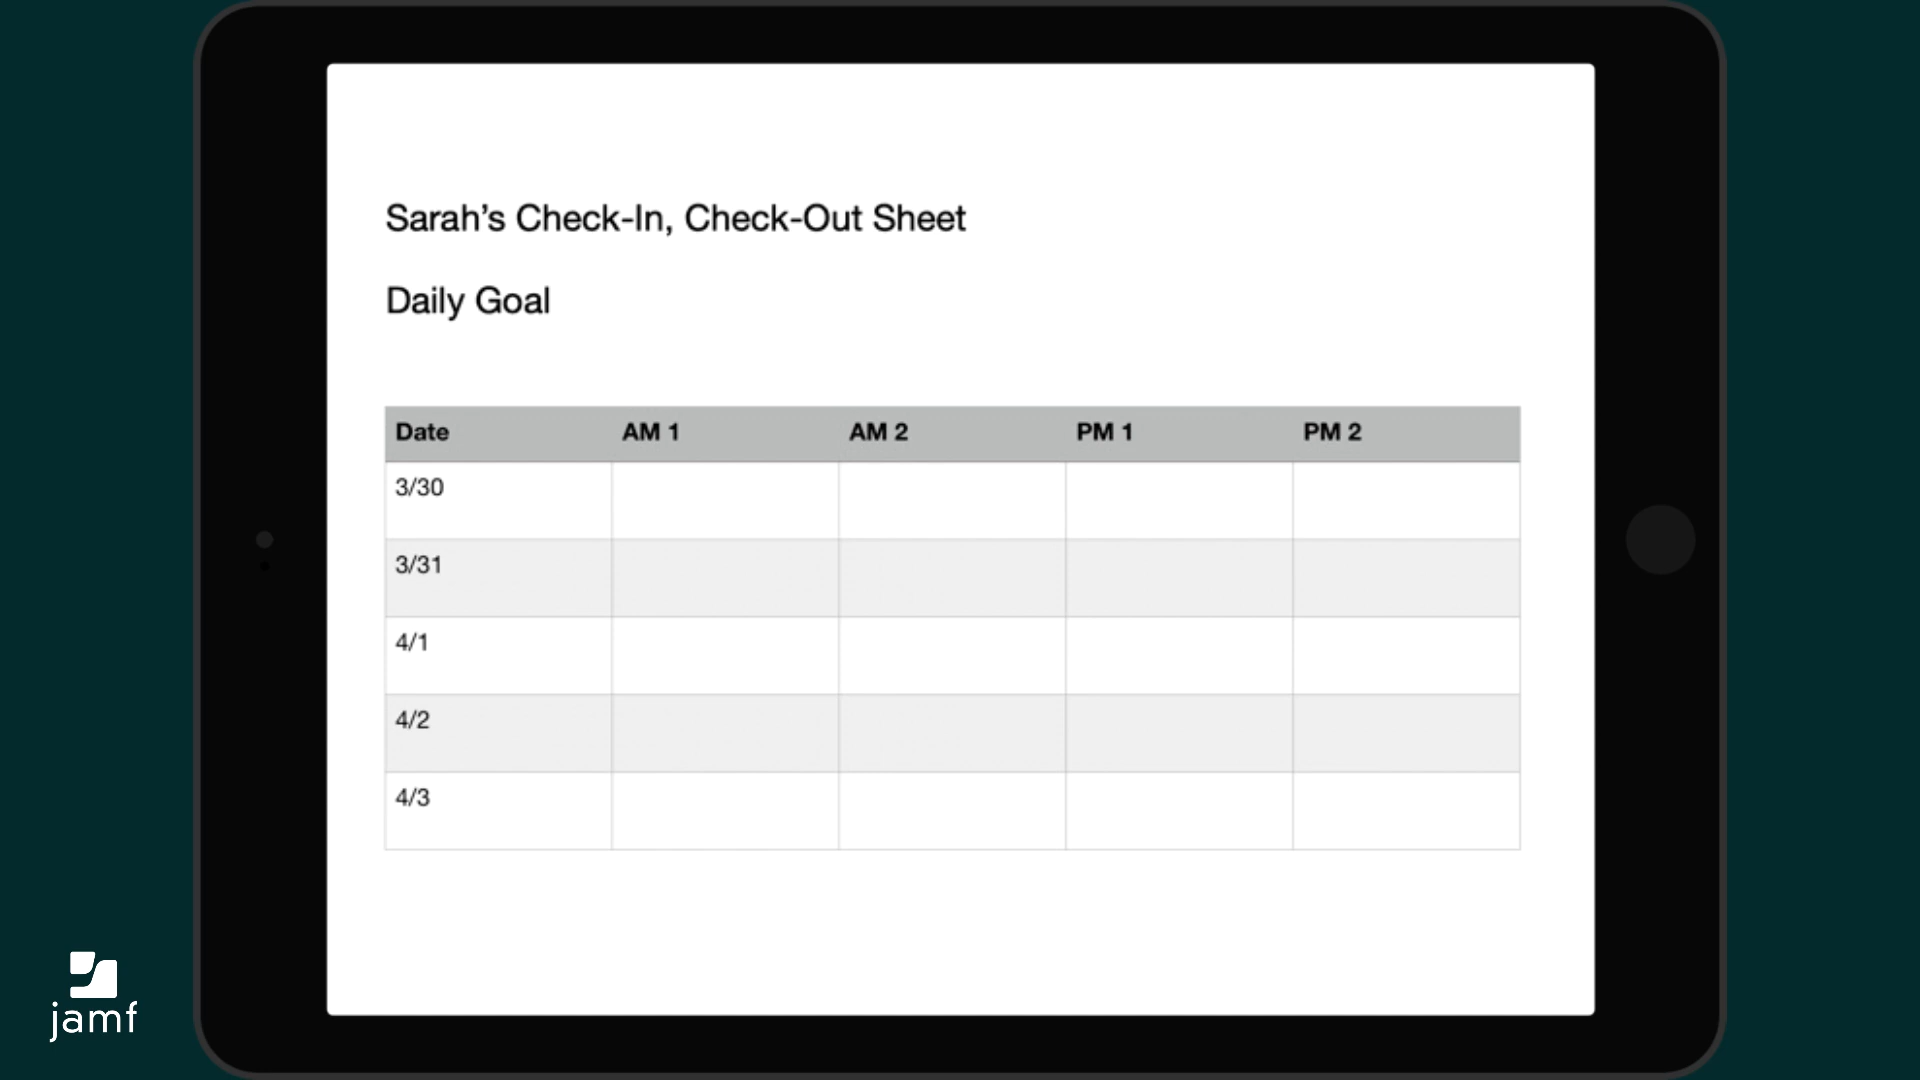 Sarah’s Check-In, Check-Out Sheet
Daily Goal
Date AM 1 AM 2 PM 1 PM 2
3/30
3/31
4/1
4/2
4/3
jamf